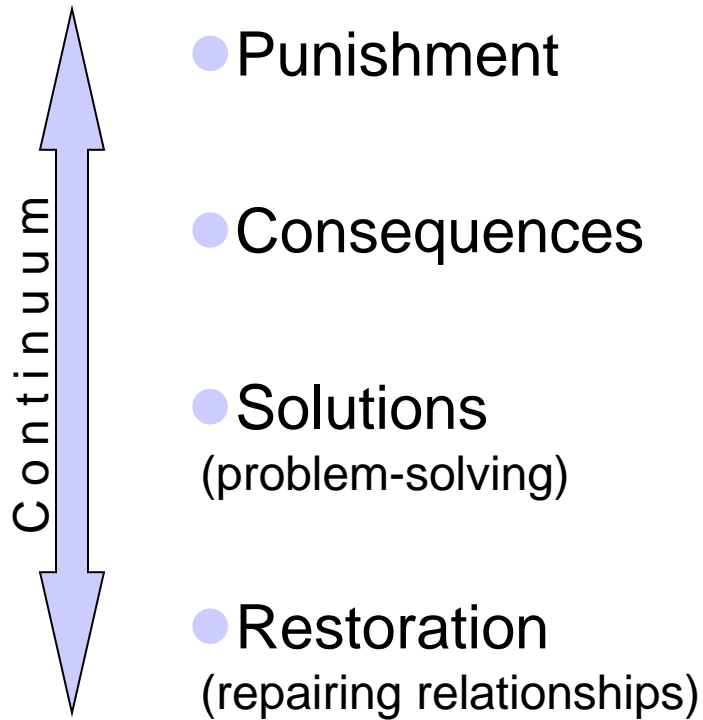 Continuum
Punishment
Consequences
Solutions
(problem-solving)
Restoration
(repairing relationships)